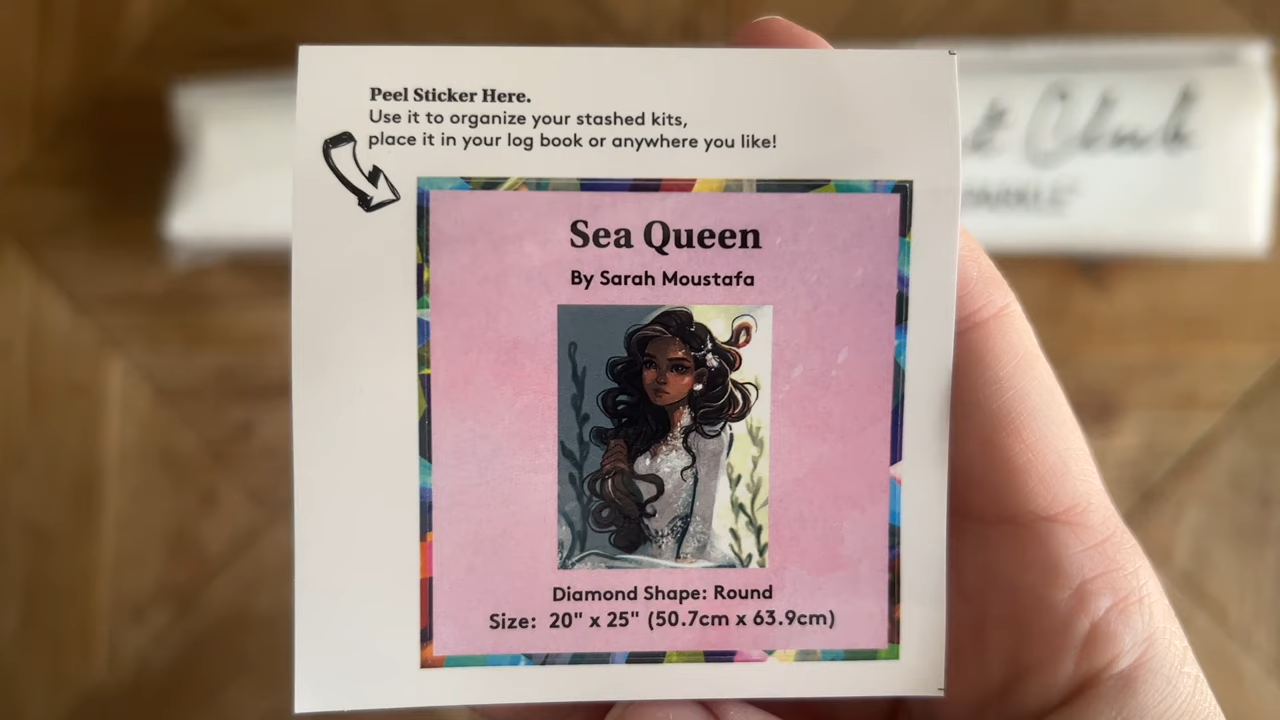 Peel Sticker Here.
Use it to organize your stashed kits,
place it in your log book or anywhere you like!
Sea Queen
By Sarah Moustafa
Diamond Shape: Round
Size: 20" x 25" (50.7cm x 63.9cm)
Club